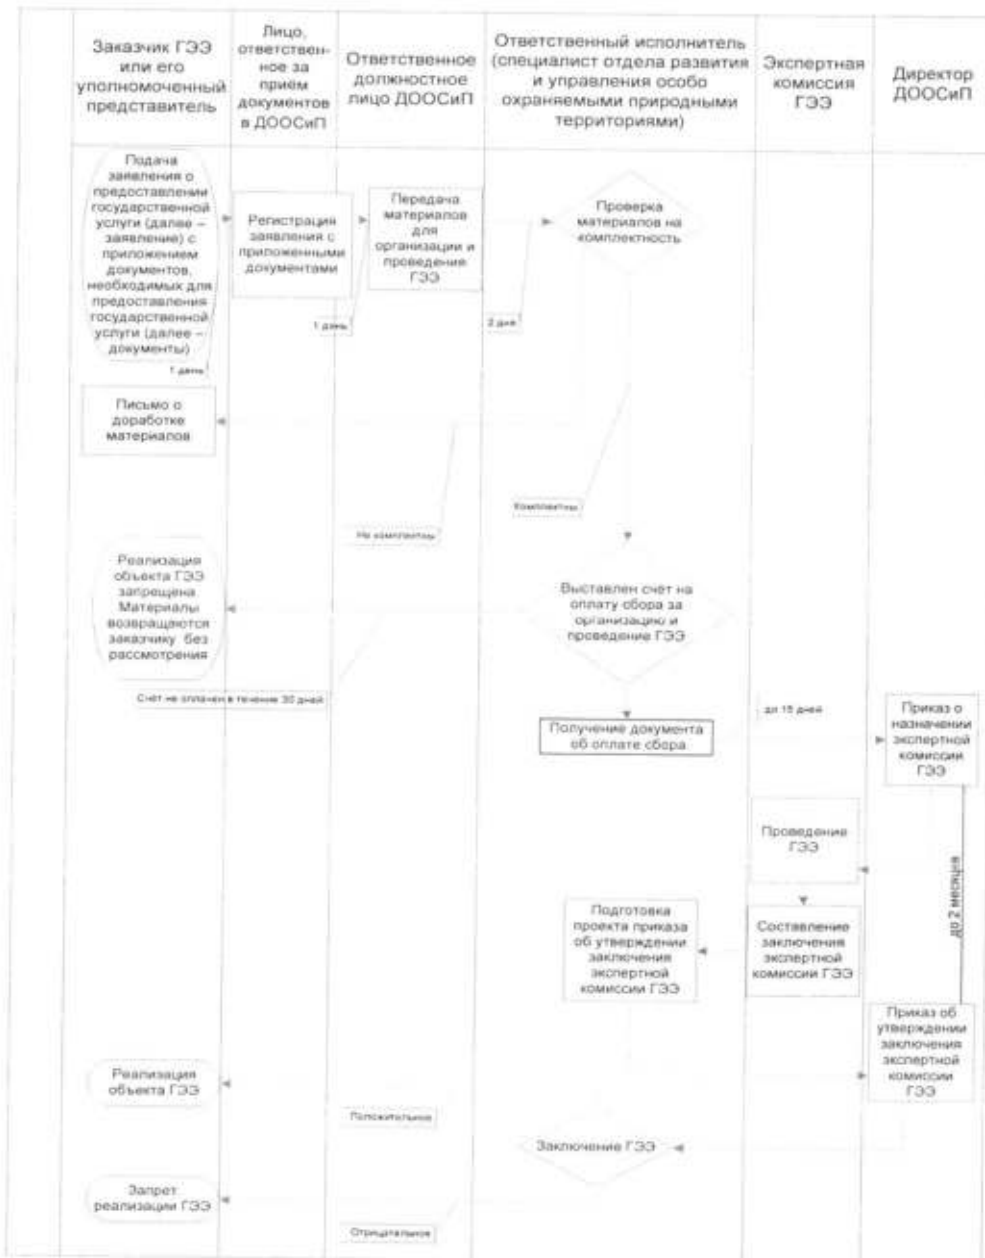 Заказчик ГЭЭ
или его
уполномоченный
представитель
Лицо,
ответствен-
ное за
приём
документов
в ДООСиП
Ответственное
должностное
лицо ДООСиП
Ответственный исполнитель
(специалист отдела развития
и управления особо
охраняемыми природными
территориями)
Экспертная
комиссия
ГЭЭ
Директор
ДООСиП
Подача
заявления о
предоставлении
государственной
услуги (далее –
заявление) с
приложением
документов,
необходимых для
предоставления
государственной
услуги (далее –
документы)
1 день
Регистрация
заявления с
приложенными
документами
1 день
Передача
материалов
для
организации и
проведения
ГЭЭ
2 дня
Проверка
материалов на
комплектность
Письмо о
доработке
материалов
Не комплектны
Комплектны
Реализация
объекта ГЭЭ
запрещена.
Материалы
возвращаются
заказчику без
рассмотрения
Выставлен счёт на
оплату сбора за
организацию и
проведение ГЭЭ
Счёт не оплачен в течение 30 дней
Получение документа
об оплате сбора
до 15 дней
Приказ о
назначении
экспертной
комиссии
ГЭЭ
Проведение
ГЭЭ
до 2 месяца
Подготовка
проекта приказа
об утверждении
заключения
экспертной
комиссии ГЭЭ
Составление
заключения
экспертной
комиссии ГЭЭ
Приказ об
утверждении
заключения
экспертной
комиссии
ГЭЭ
Реализация
объекта ГЭЭ
Положительное
Заключение ГЭЭ
Запрет
реализации ГЭЭ
Отрицательное